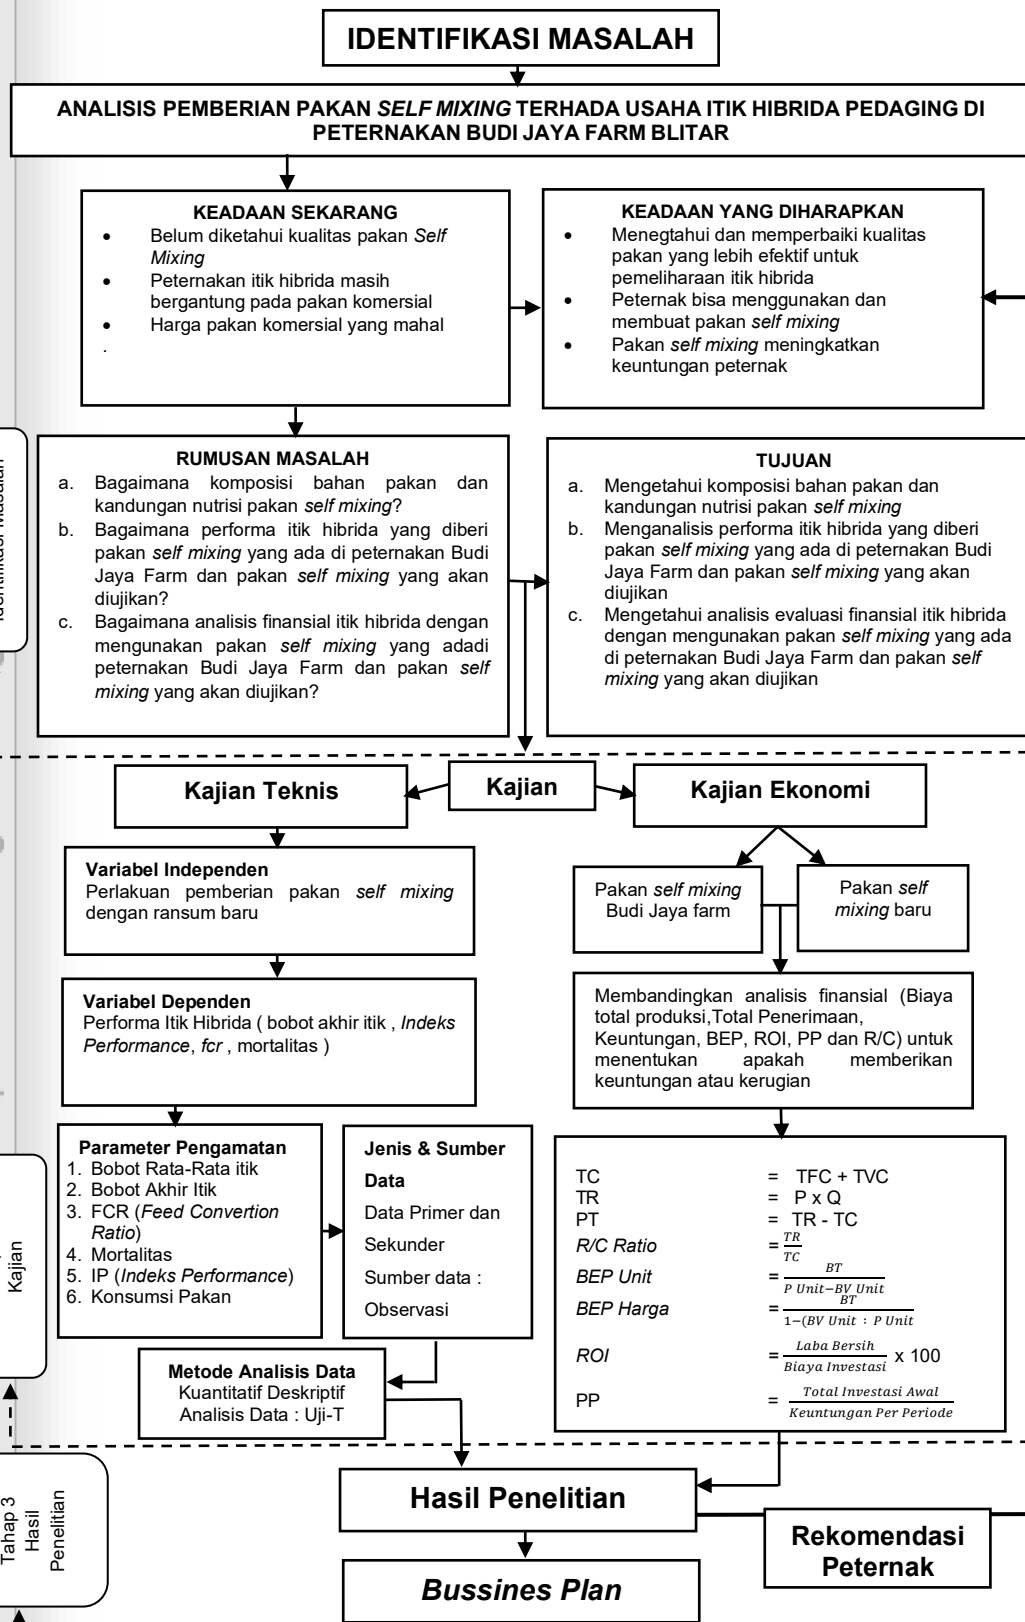 IDENTIFIKASI MASALAH
ANALISIS PEMBERIAN PAKAN SELF MIXING TERHADA USAHA ITIK HIBRIDA PEDAGING DI
PETERNAKAN BUDI JAYA FARM BLITAR
KEADAAN SEKARANG
• Belum diketahui kualitas pakan Self
Mixing
• Peternakan itik hibrida masih
bergantung pada pakan komersial
• Harga pakan komersial yang mahal
.
KEADAAN YANG DIHARAPKAN
• Menegtahui dan memperbaiki kualitas
pakan yang lebih efektif untuk
pemeliharaan itik hibrida
• Peternak bisa menggunakan dan
membuat pakan self mixing
• Pakan self mixing meningkatkan
keuntungan peternak
RUMUSAN MASALAH
a. Bagaimana komposisi bahan pakan dan
kandungan nutrisi pakan self mixing?
b. Bagaimana performa itik hibrida yang diberi
pakan self mixing yang ada di peternakan Budi
Jaya Farm dan pakan self mixing yang akan
diujikan?
c. Bagaimana analisis finansial itik hibrida dengan
mengunakan pakan self mixing yang adadi
peternakan Budi Jaya Farm dan pakan self
mixing yang akan diujikan?
TUJUAN
a. Mengetahui komposisi bahan pakan dan
kandungan nutrisi pakan self mixing
b. Menganalisis performa itik hibrida yang diberi
pakan self mixing yang ada di peternakan Budi
Jaya Farm dan pakan self mixing yang akan
diujikan
c. Mengetahui analisis evaluasi finansial itik hibrida
dengan mengunakan pakan self mixing yang ada
di peternakan Budi Jaya Farm dan pakan self
mixing yang akan diujikan
Kajian Teknis
Kajian
Kajian Ekonomi
Variabel Independen
Perlakuan pemberian pakan self mixing
dengan ransum baru
Pakan self mixing
Budi Jaya farm
Pakan self
mixing baru
Variabel Dependen
Performa Itik Hibrida ( bobot akhir itik , Indeks
Performance, fcr , mortalitas )
Membandingkan analisis finansial (Biaya
total produksi,Total Penerimaan,
Keuntungan, BEP, ROI, PP dan R/C) untuk
menentukan apakah memberikan
keuntungan atau kerugian
Parameter Pengamatan
1. Bobot Rata-Rata itik
2. Bobot Akhir Itik
3. FCR (Feed Convertion
Ratio)
4. Mortalitas
5. IP (Indeks Performance)
6. Konsumsi Pakan
Jenis & Sumber
Data
Data Primer dan
Sekunder
Sumber data :
Observasi
TC = TFC + TVC
TR = P x Q
PT = TR - TC
R/C Ratio = TR / TC
BEP Unit = BT / P Unit−BV Unit
BEP Harga = BT / 1−(BV Unit : P Unit
ROI = Laba Bersih / Biaya Investasi x 100
PP = Total Investasi Awal / Keuntungan Per Periode
Metode Analisis Data
Kuantitatif Deskriptif
Analisis Data : Uji-T
Kajian
Tahap 3
Hasil
Penelitian
Hasil Penelitian
Rekomendasi
Peternak
Bussines Plan